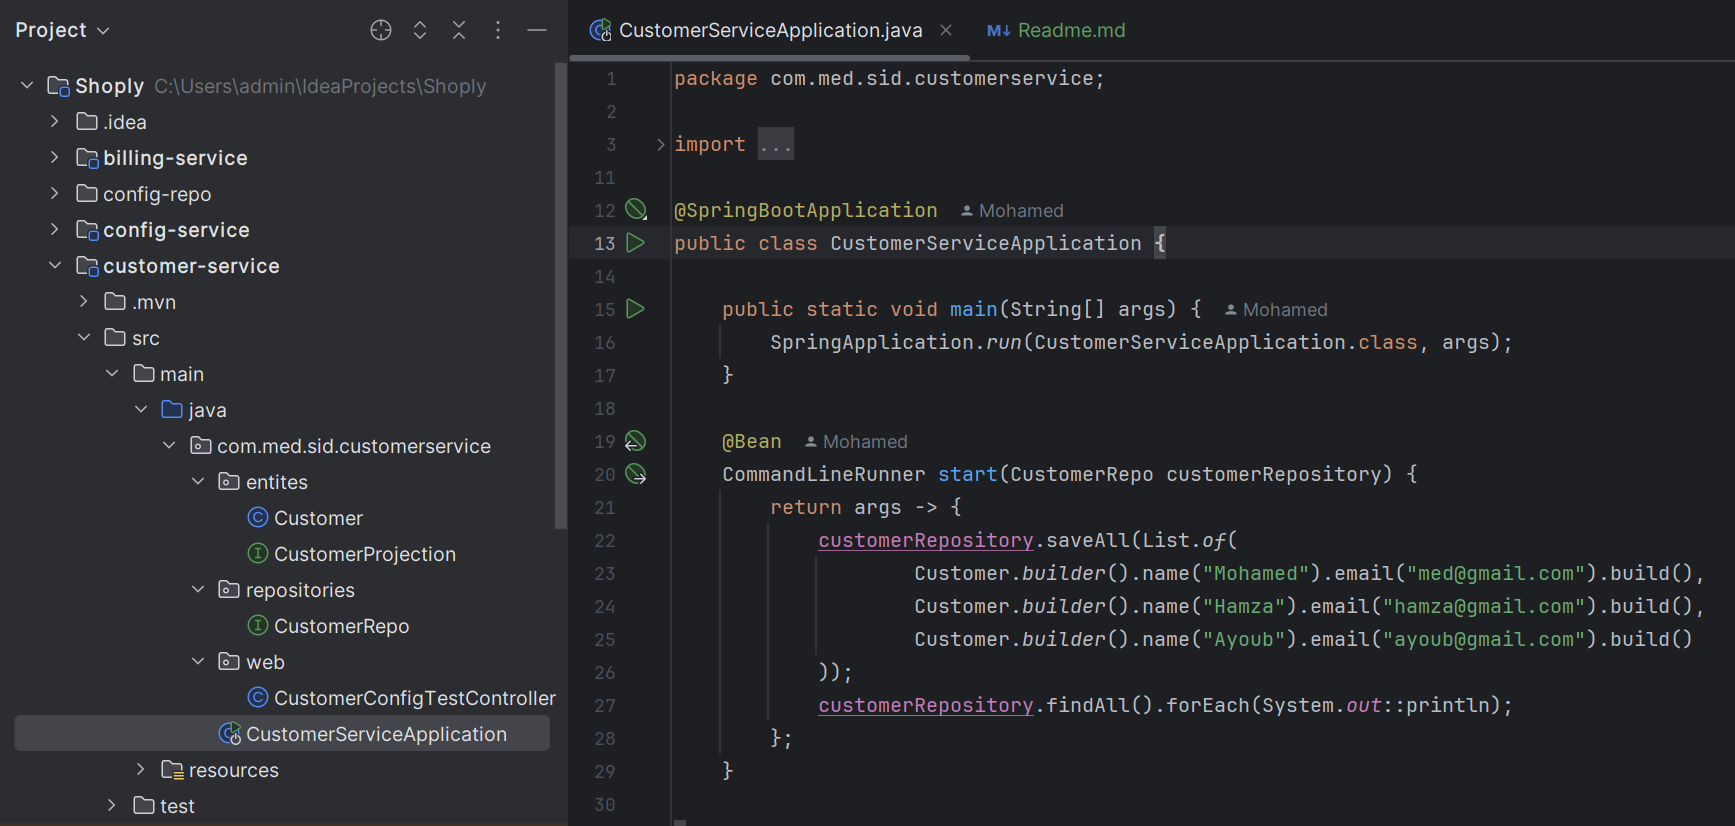 Project
Shoply C:\Users\admin\IdeaProjects\Shoply
.idea
billing-service
config-repo
config-service
customer-service
.mvn
src
main
java
com.med.sid.customerservice
entites
Customer
CustomerProjection
repositories
CustomerRepo
web
CustomerConfigTestController
CustomerServiceApplication
resources
test
CustomerServiceApplication.java
M↓ Readme.md
1 package com.med.sid.customerservice;
2
3 import ...
11
12 @SpringBootApplication Mohamed
13 public class CustomerServiceApplication {
14
15 public static void main(String[] args) { Mohamed
16 SpringApplication.run(CustomerServiceApplication.class, args);
17 }
18
19 @Bean Mohamed
20 CommandLineRunner start(CustomerRepo customerRepository) {
21 return args -> {
22 customerRepository.saveAll(List.of(
23 Customer.builder().name("Mohamed").email("med@gmail.com").build(),
24 Customer.builder().name("Hamza").email("hamza@gmail.com").build(),
25 Customer.builder().name("Ayoub").email("ayoub@gmail.com").build()
26 ));
27 customerRepository.findAll().forEach(System.out::println);
28 };
29 }
30